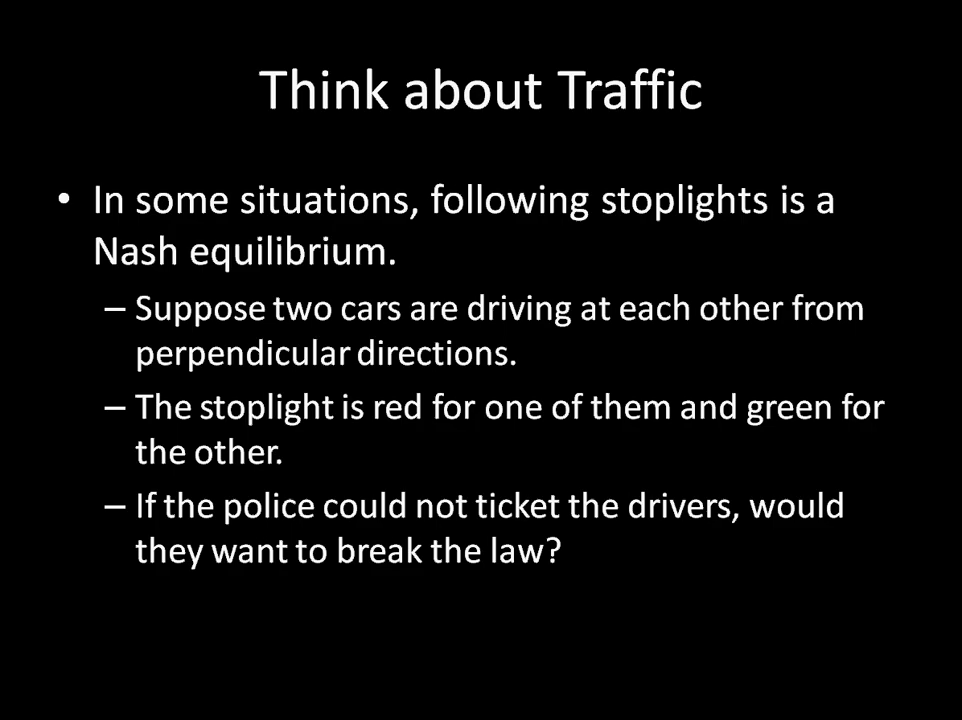 Think about Traffic
• In some situations, following stoplights is a
Nash equilibrium.
– Suppose two cars are driving at each other from
perpendicular directions.
– The stoplight is red for one of them and green for
the other.
– If the police could not ticket the drivers, would
they want to break the law?